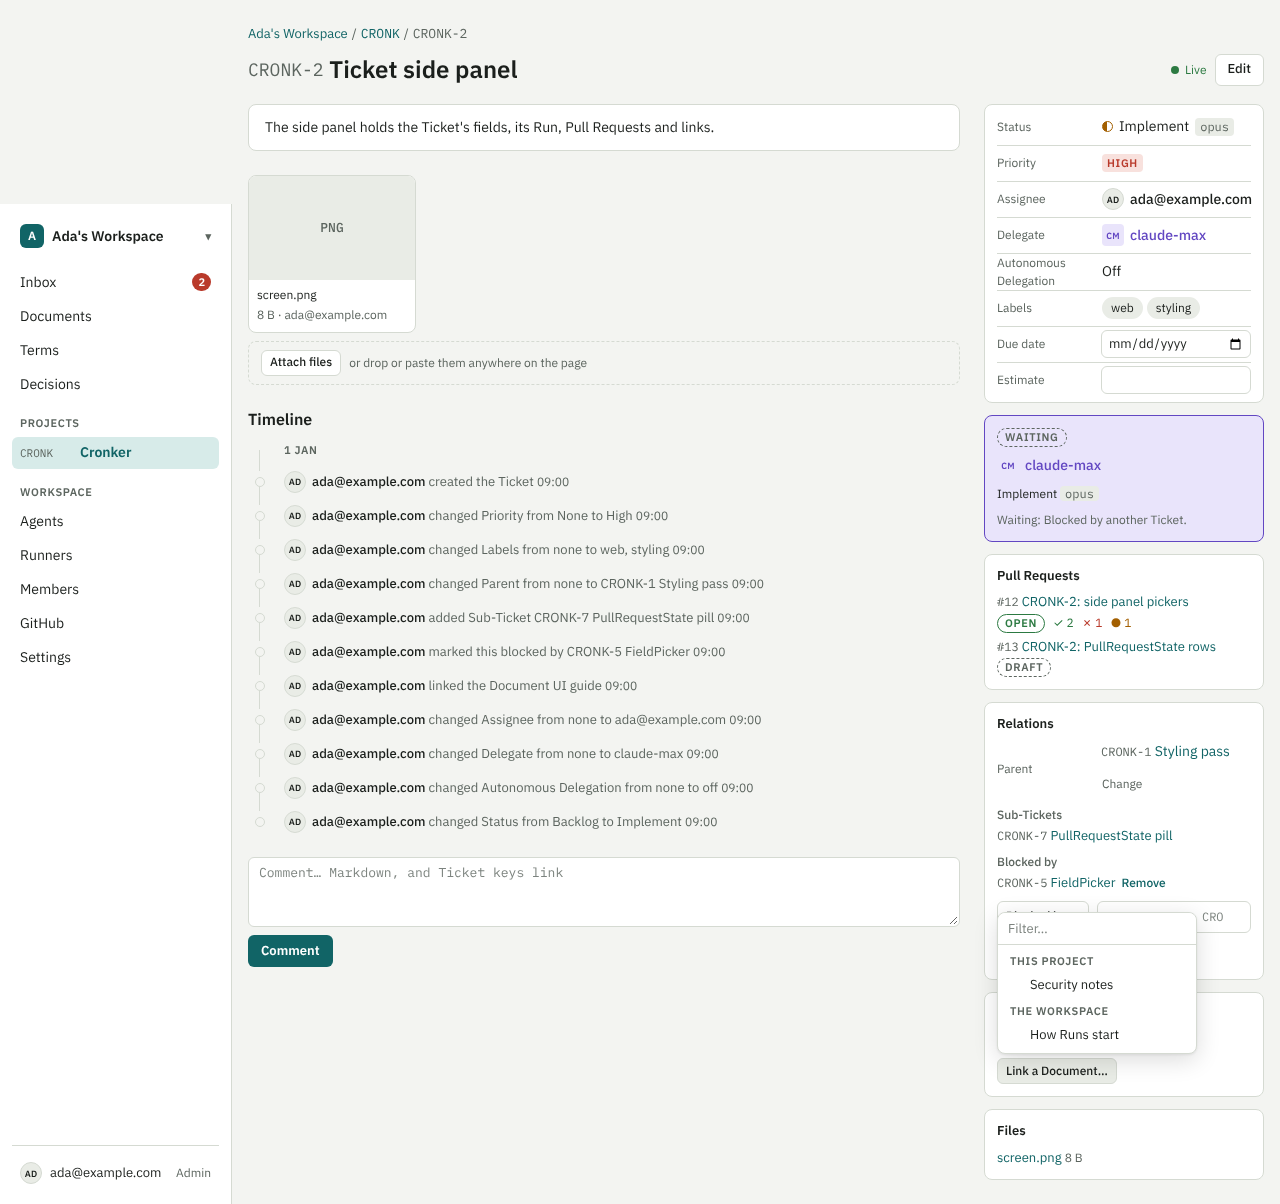 Ada's Workspace / CRONK / CRONK-2
CRONK-2 Ticket side panel
Live
Edit
A Ada's Workspace
Inbox 2
Documents
Terms
Decisions
PROJECTS
CRONK Cronker
WORKSPACE
Agents
Runners
Members
GitHub
Settings
AD ada@example.com Admin
The side panel holds the Ticket's fields, its Run, Pull Requests and links.
PNG
screen.png
8 B · ada@example.com
Attach files or drop or paste them anywhere on the page
Timeline
1 JAN
AD ada@example.com created the Ticket 09:00
AD ada@example.com changed Priority from None to High 09:00
AD ada@example.com changed Labels from none to web, styling 09:00
AD ada@example.com changed Parent from none to CRONK-1 Styling pass 09:00
AD ada@example.com added Sub-Ticket CRONK-7 PullRequestState pill 09:00
AD ada@example.com marked this blocked by CRONK-5 FieldPicker 09:00
AD ada@example.com linked the Document UI guide 09:00
AD ada@example.com changed Assignee from none to ada@example.com 09:00
AD ada@example.com changed Delegate from none to claude-max 09:00
AD ada@example.com changed Autonomous Delegation from none to off 09:00
AD ada@example.com changed Status from Backlog to Implement 09:00
Comment… Markdown, and Ticket keys link
Comment
Status Implement opus
Priority HIGH
Assignee AD ada@example.com
Delegate CM claude-max
Autonomous
Delegation Off
Labels web styling
Due date mm/dd/yyyy
Estimate
WAITING
CM claude-max
Implement opus
Waiting: Blocked by another Ticket.
Pull Requests
#12 CRONK-2: side panel pickers
OPEN ✓ 2 ✕ 1 ● 1
#13 CRONK-2: PullRequestState rows
DRAFT
Relations
Parent CRONK-1 Styling pass
Change
Sub-Tickets
CRONK-7 PullRequestState pill
Blocked by
CRONK-5 FieldPicker Remove
CRO
Filter…
THIS PROJECT
Security notes
THE WORKSPACE
How Runs start
Link a Document…
Files
screen.png 8 B